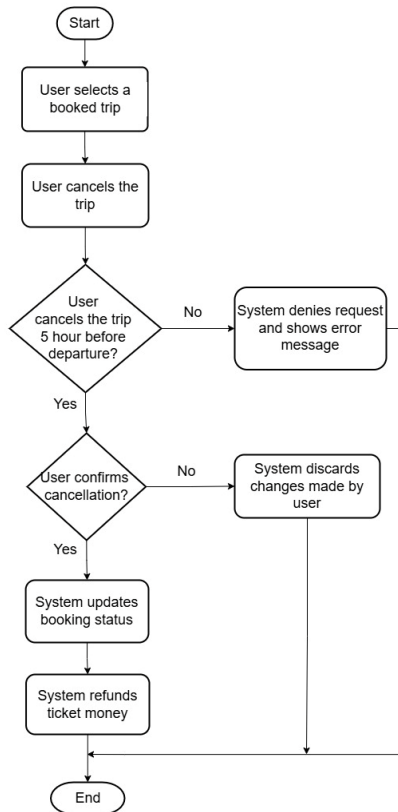 Start
User selects a
booked trip
User cancels the
trip
User
cancels the trip
5 hour before
departure?
No
System denies request
and shows error
message
Yes
User confirms
cancellation?
No
System discards
changes made by
user
Yes
System updates
booking status
System refunds
ticket money
End